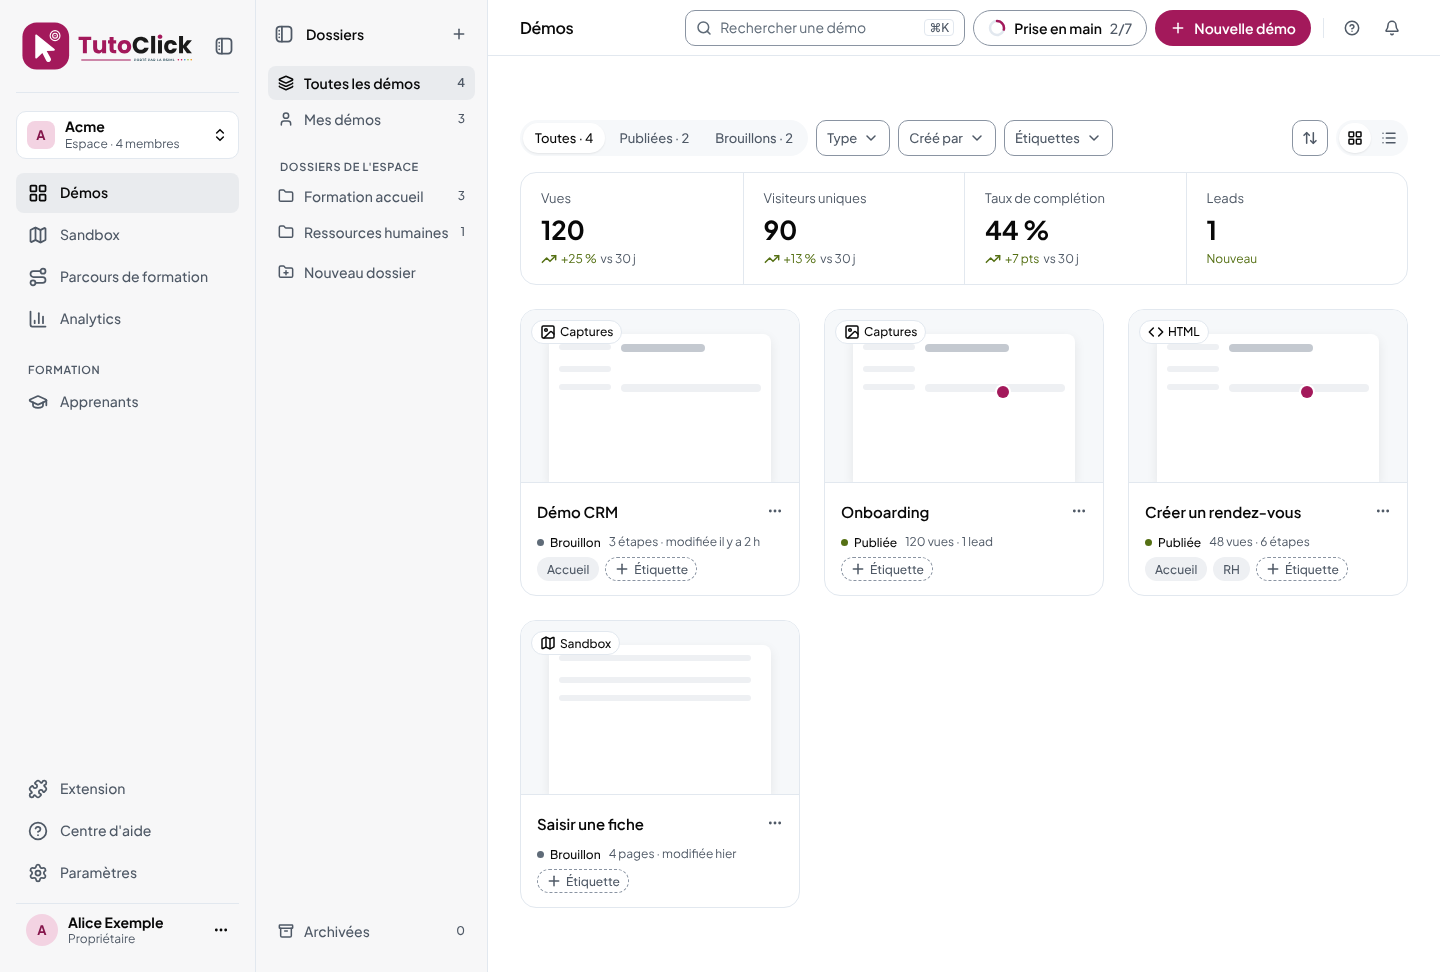 TutoClick
A
Acme
Espace · 4 membres
Démos
Sandbox
Parcours de formation
Analytics
FORMATION
Apprenants
Extension
Centre d'aide
Paramètres
A
Alice Exemple
Propriétaire
Dossiers
Toutes les démos 4
Mes démos 3
DOSSIERS DE L'ESPACE
Formation accueil 3
Ressources humaines 1
Nouveau dossier
Archivées 0
Démos
Rechercher une démo ⌘K
Prise en main 2/7
Nouvelle démo
Toutes · 4 Publiées · 2 Brouillons · 2 Type Créé par Étiquettes
Vues
120
+25 % vs 30 j
Visiteurs uniques
90
+13 % vs 30 j
Taux de complétion
44 %
+7 pts vs 30 j
Leads
1
Nouveau
Captures
Démo CRM
Brouillon 3 étapes · modifiée il y a 2 h
Accueil + Étiquette
Captures
Onboarding
Publiée 120 vues · 1 lead
+ Étiquette
HTML
Créer un rendez-vous
Publiée 48 vues · 6 étapes
Accueil RH + Étiquette
Sandbox
Saisir une fiche
Brouillon 4 pages · modifiée hier
+ Étiquette